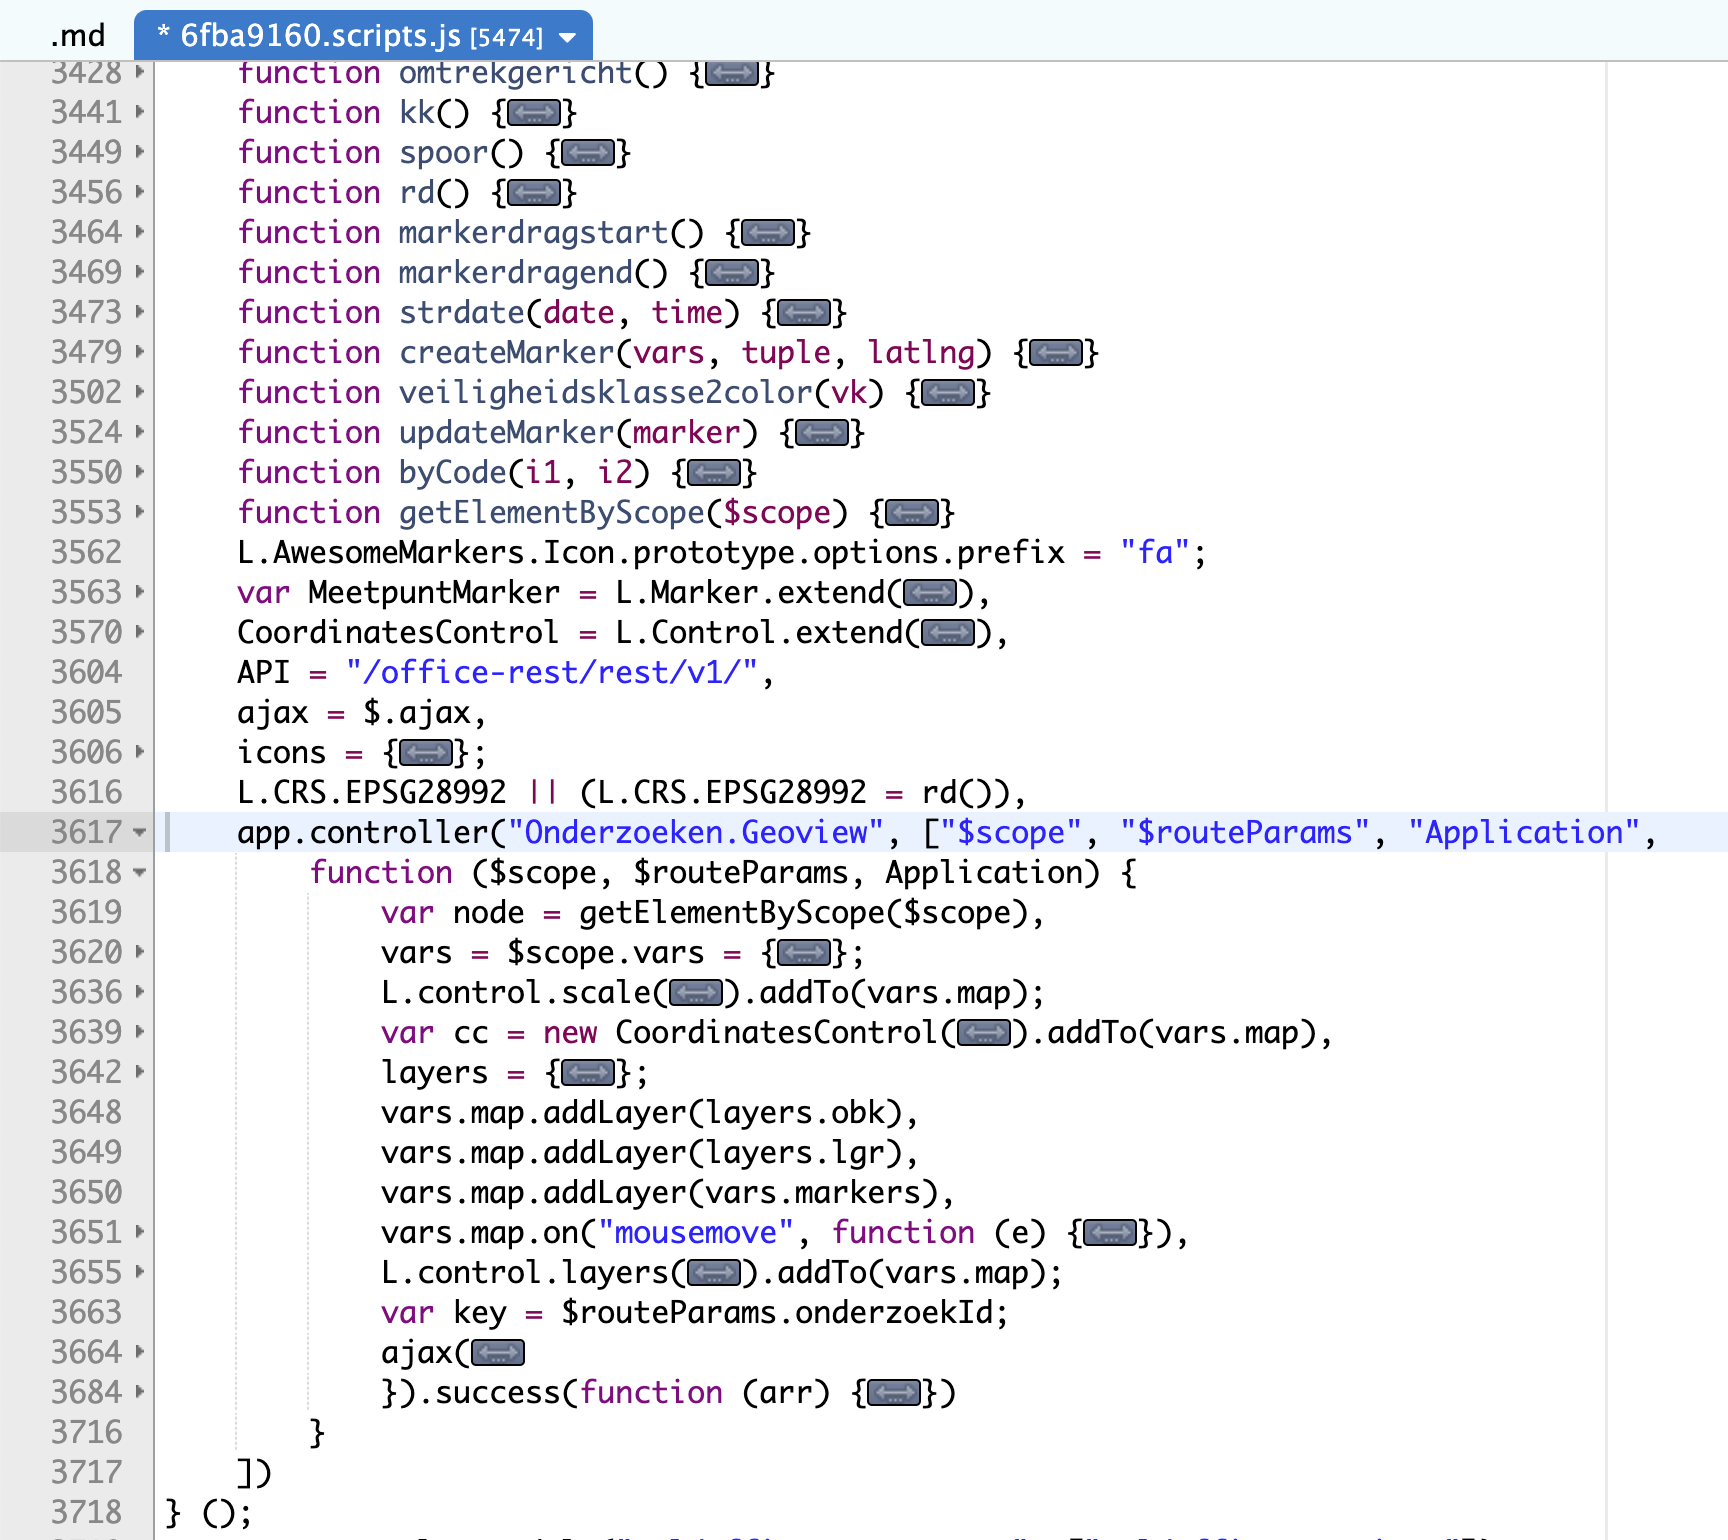 .md
* 6fba9160.scripts.js [5474]
3428 function omtrekgericht() {}
3441 function kk() {}
3449 function spoor() {}
3456 function rd() {}
3464 function markerdragstart() {}
3469 function markerdragend() {}
3473 function strdate(date, time) {}
3479 function createMarker(vars, tuple, latlng) {}
3502 function veiligheidsklasse2color(vk) {}
3524 function updateMarker(marker) {}
3550 function byCode(i1, i2) {}
3553 function getElementByScope($scope) {}
3562 L.AwesomeMarkers.Icon.prototype.options.prefix = "fa";
3563 var MeetpuntMarker = L.Marker.extend(),
3570 CoordinatesControl = L.Control.extend(),
3604 API = "/office-rest/rest/v1/",
3605 ajax = $.ajax,
3606 icons = {};
3616 L.CRS.EPSG28992 || (L.CRS.EPSG28992 = rd()),
3617 app.controller("Onderzoeken.Geoview", ["$scope", "$routeParams", "Application",
3618 function ($scope, $routeParams, Application) {
3619 var node = getElementByScope($scope),
3620 vars = $scope.vars = {};
3636 L.control.scale().addTo(vars.map);
3639 var cc = new CoordinatesControl().addTo(vars.map),
3642 layers = {};
3648 vars.map.addLayer(layers.obk),
3649 vars.map.addLayer(layers.lgr),
3650 vars.map.addLayer(vars.markers),
3651 vars.map.on("mousemove", function (e) {}),
3655 L.control.layers().addTo(vars.map);
3663 var key = $routeParams.onderzoekId;
3664 ajax(
3684 }).success(function (arr) {})
3716 }
3717 ])
3718 } ();